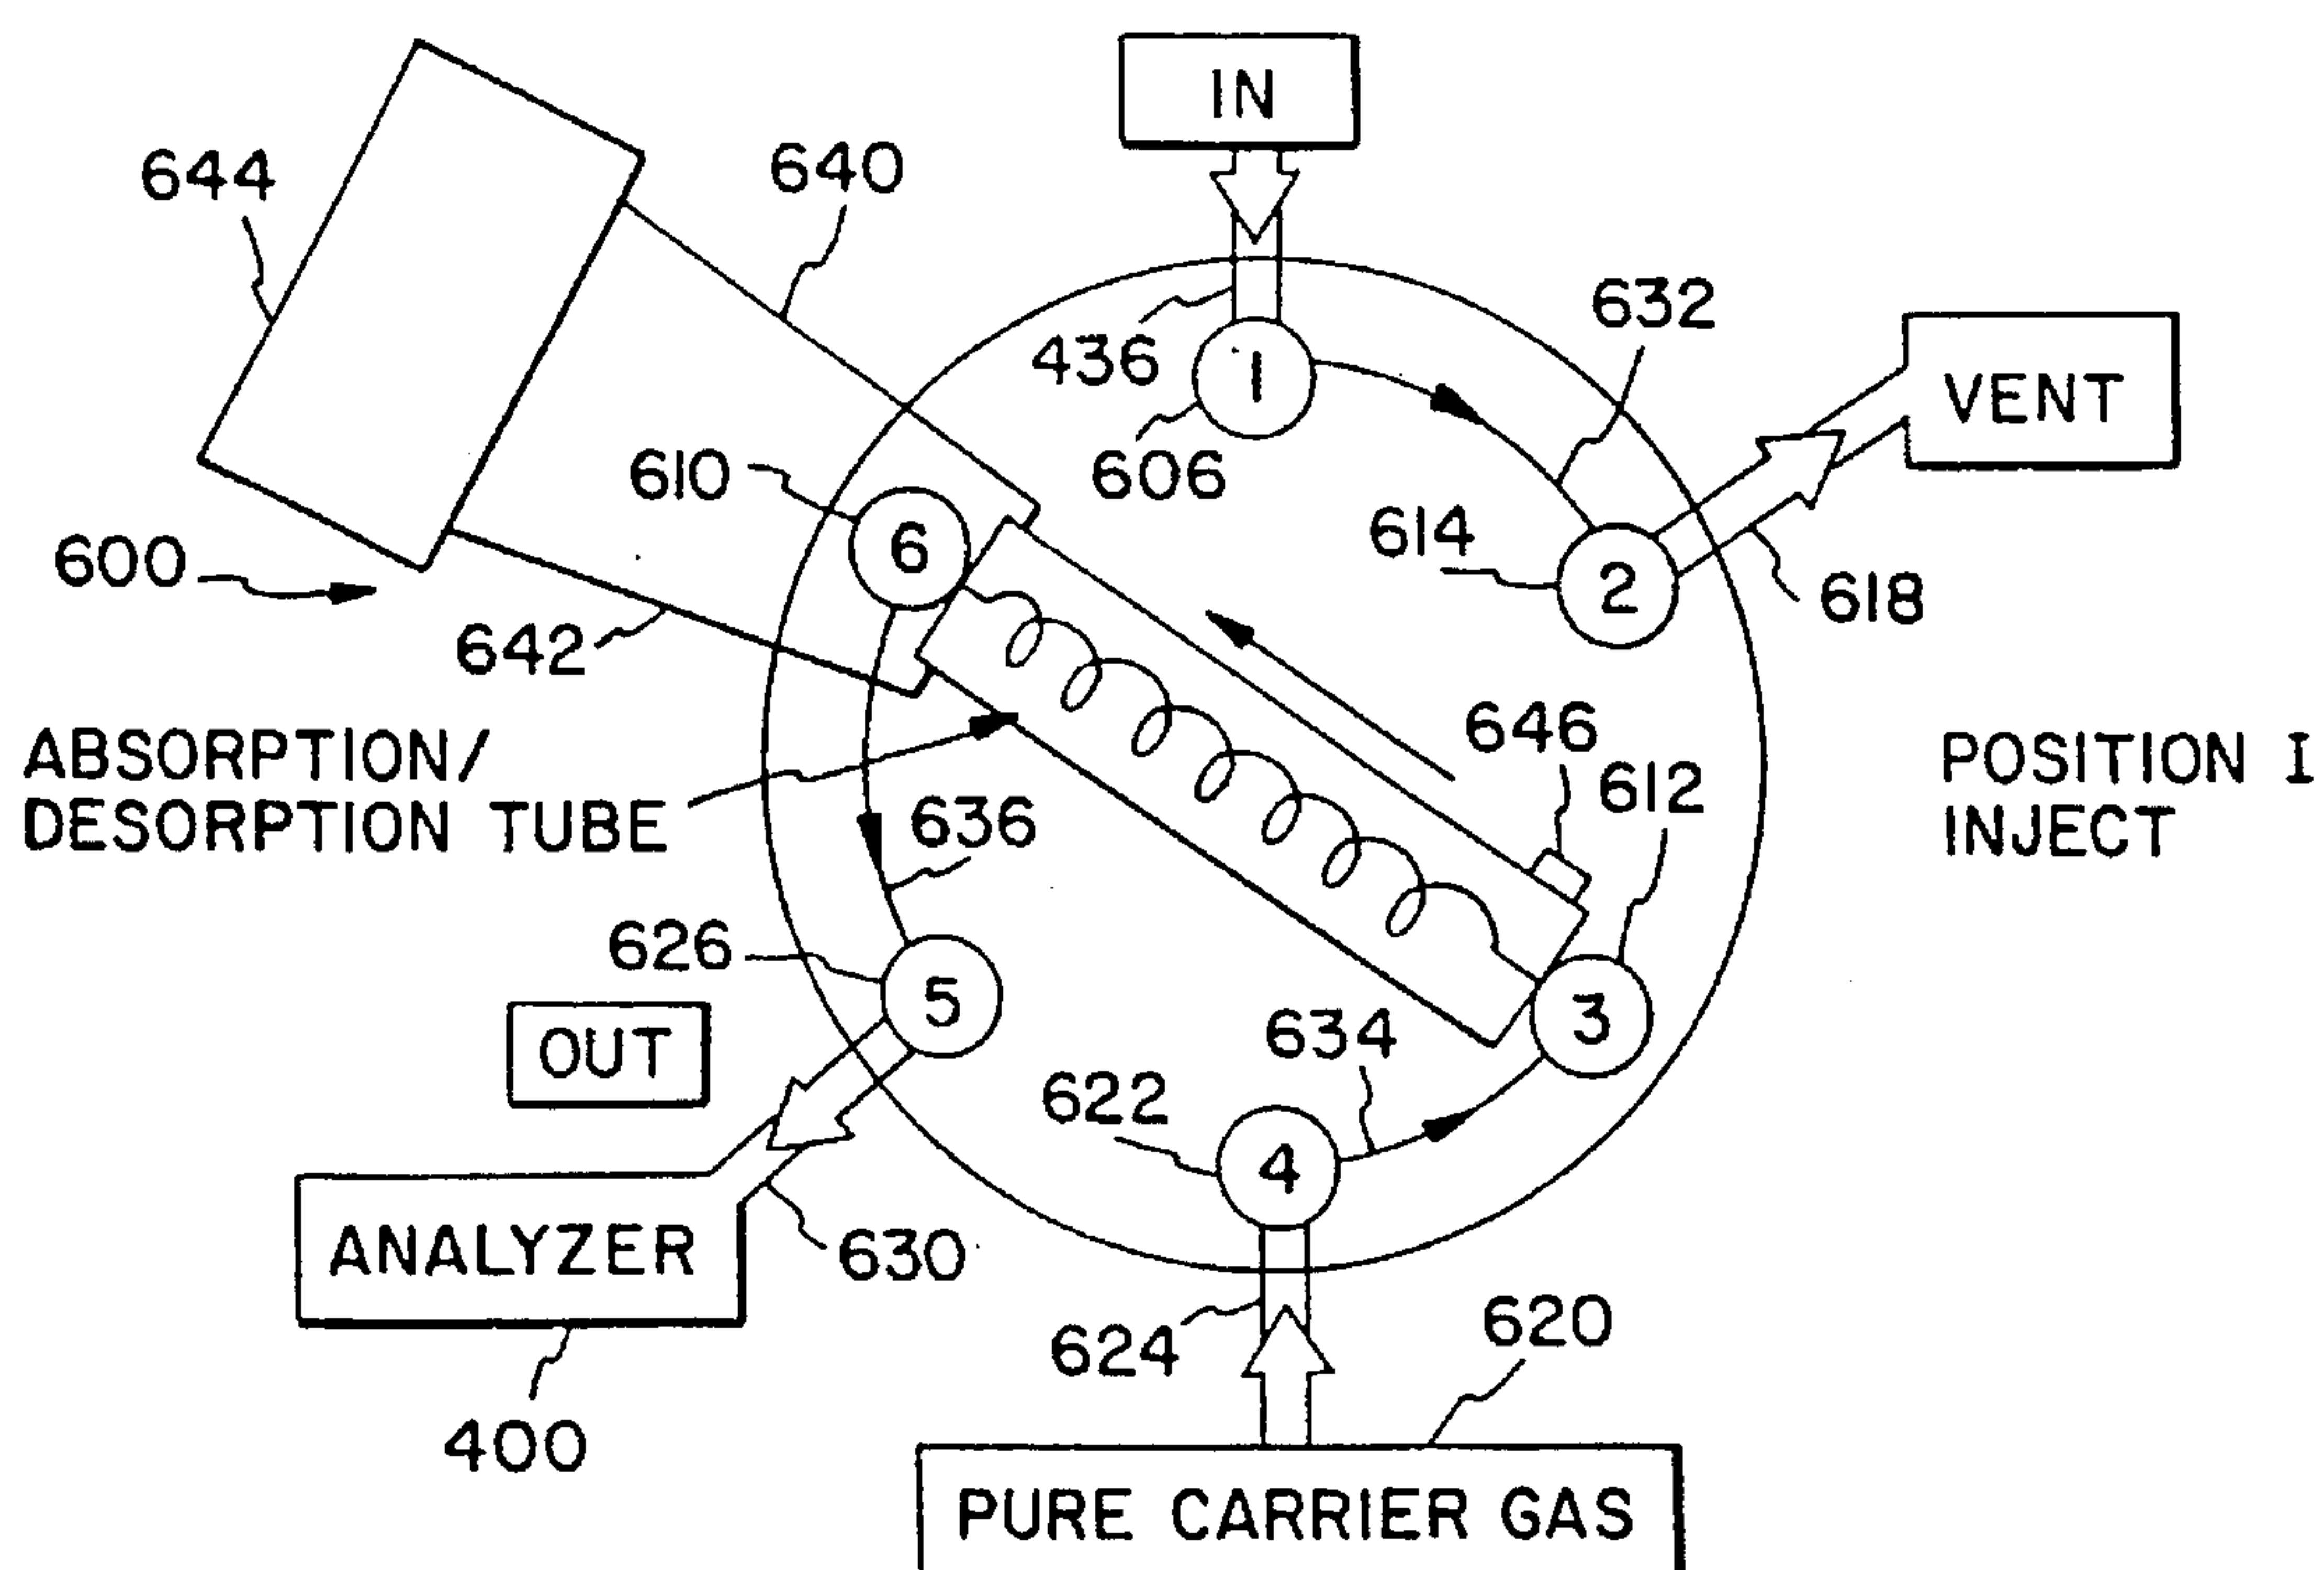 IN
644
640
632
436
1
VENT
606
610
614
6
2
600
618
642
646
ABSORPTION/
DESORPTION TUBE
POSITION I
INJECT
612
636
626
5
3
OUT
634
622
4
ANALYZER
630
624
620
400
PURE CARRIER GAS